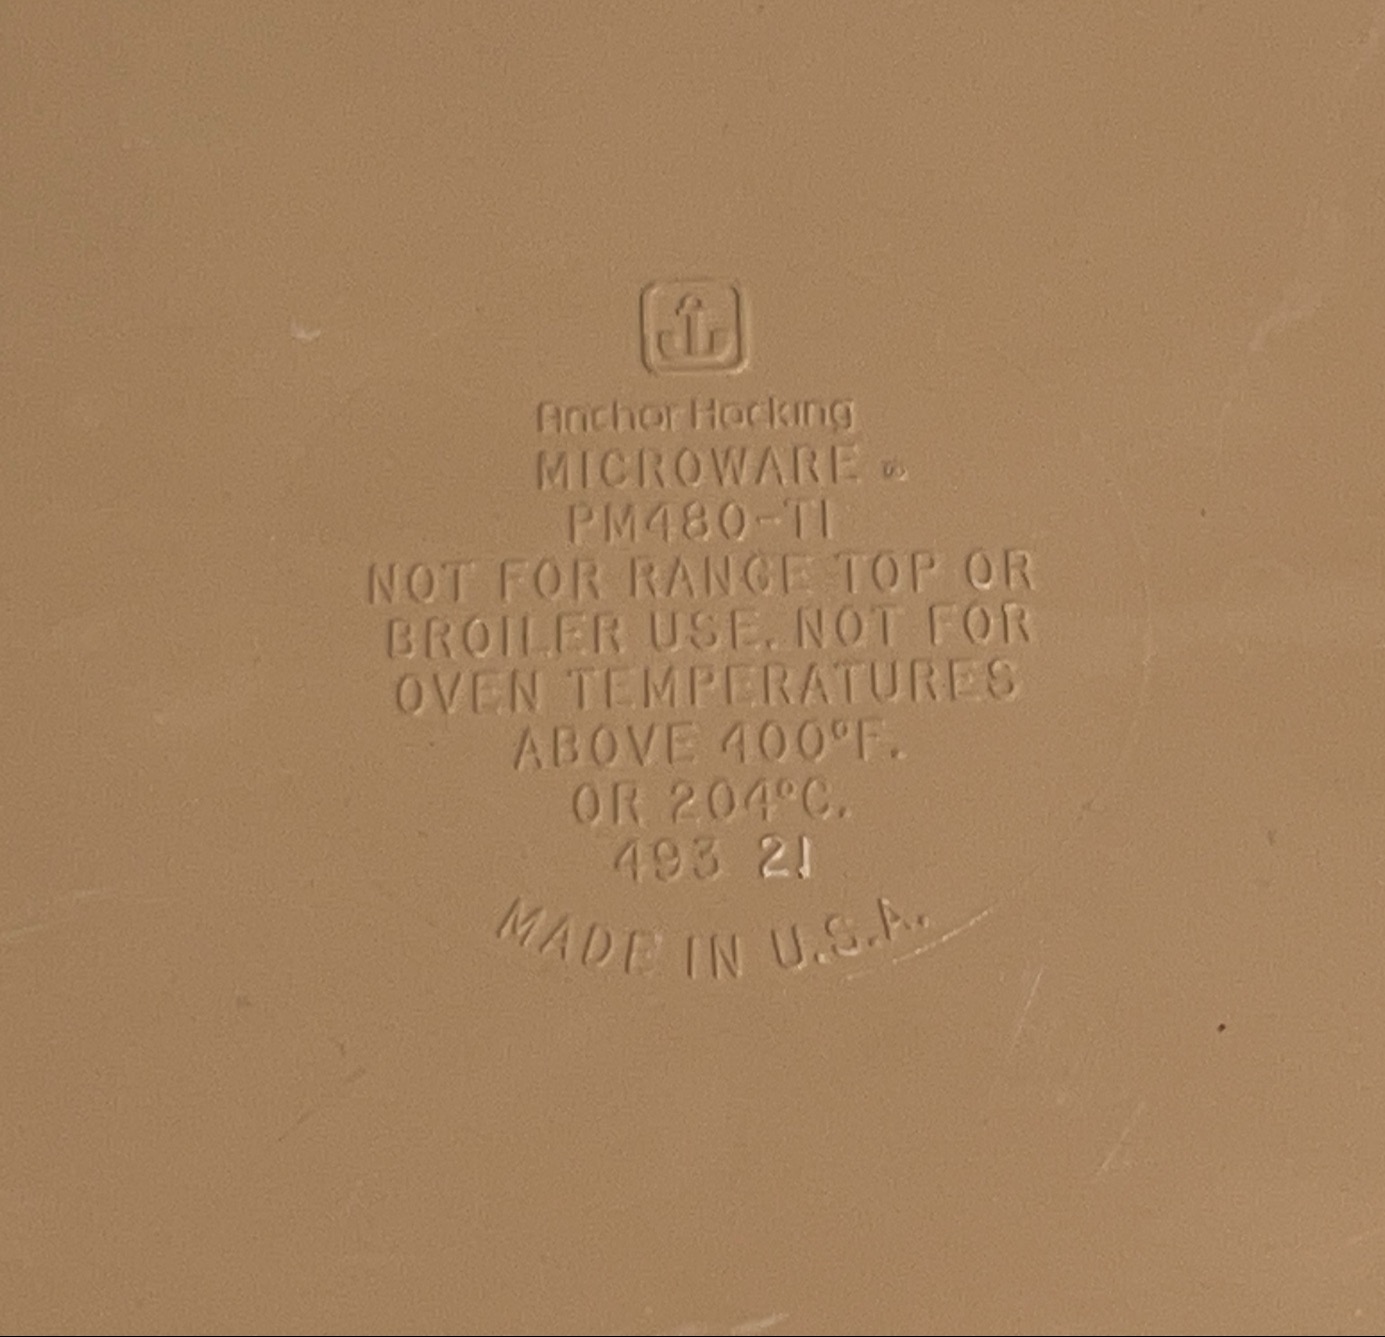 Anchor Hocking
MICROWARE ®
PM480-T1
NOT FOR RANGE TOP OR
BROILER USE. NOT FOR
OVEN TEMPERATURES
ABOVE 400°F.
OR 204°C.
493 21
MADE IN U.S.A.